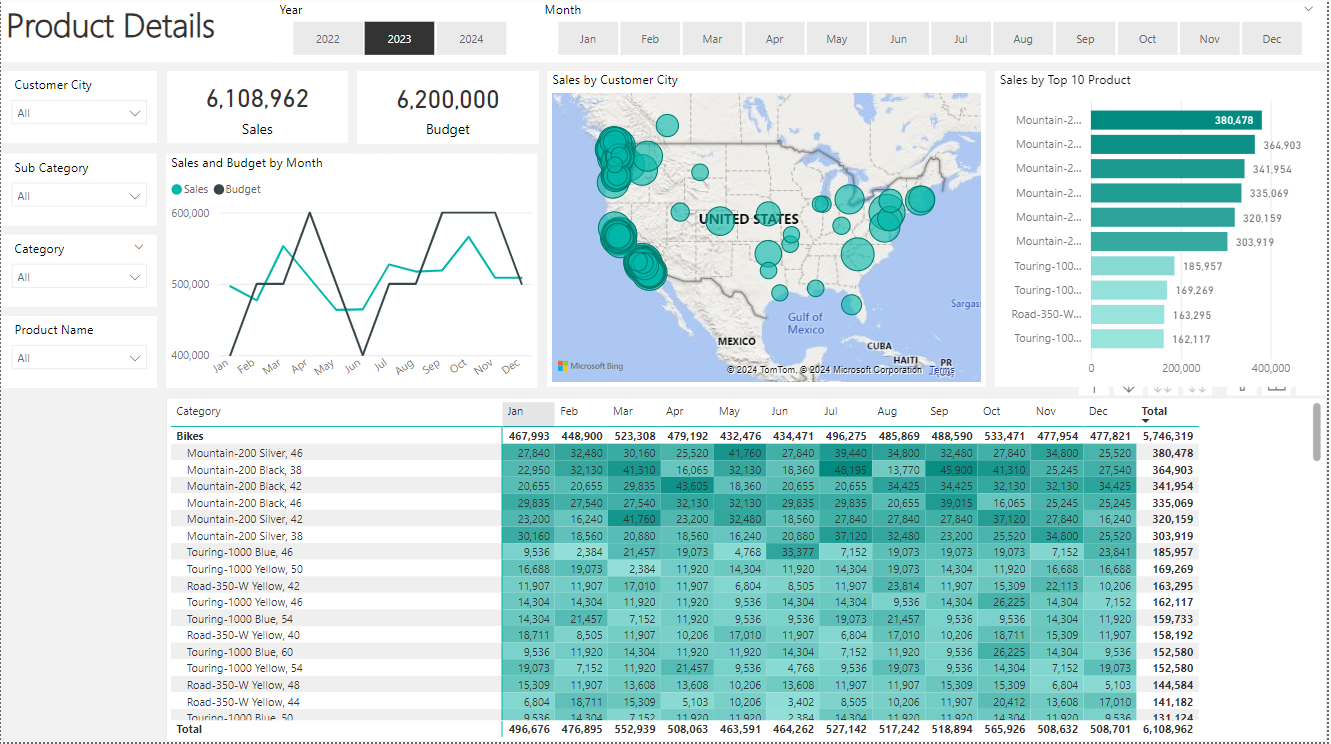 Product Details
Year
2022 2023 2024
Month
Jan Feb Mar Apr May Jun Jul Aug Sep Oct Nov Dec
Customer City
All
Sub Category
All
Category
All
Product Name
All
6,108,962
Sales
6,200,000
Budget
Sales and Budget by Month
Sales Budget
600,000
500,000
400,000
Jan Feb Mar Apr May Jun Jul Aug Sep Oct Nov Dec
Sales by Customer City
UNITED STATES
Sargass
Gulf of
Mexico
MEXICO
CUBA
HAITI
PR
Microsoft Bing
© 2024 TomTom, © 2024 Microsoft Corporation Terms
Sales by Top 10 Product
Mountain-2... 380,478
Mountain-2... 364,903
Mountain-2... 341,954
Mountain-2... 335,069
Mountain-2... 320,159
Mountain-2... 303,919
Touring-100... 185,957
Touring-100... 169,269
Road-350-W... 163,295
Touring-100... 162,117
0 200,000 400,000
Category Jan Feb Mar Apr May Jun Jul Aug Sep Oct Nov Dec Total
Bikes 467,993 448,900 523,308 479,192 432,476 434,471 496,275 485,869 488,590 533,471 477,954 477,821 5,746,319
Mountain-200 Silver, 46 27,840 32,480 30,160 25,520 41,760 27,840 39,440 34,800 32,480 27,840 34,800 25,520 380,478
Mountain-200 Black, 38 22,950 32,130 41,310 16,065 32,130 18,360 48,195 13,770 45,900 41,310 25,245 27,540 364,903
Mountain-200 Black, 42 20,655 20,655 29,835 43,605 18,360 20,655 20,655 34,425 34,425 32,130 32,130 34,425 341,954
Mountain-200 Black, 46 29,835 27,540 27,540 32,130 32,130 29,835 29,835 20,655 39,015 16,065 25,245 25,245 335,069
Mountain-200 Silver, 42 23,200 16,240 41,760 23,200 32,480 18,560 27,840 27,840 27,840 37,120 27,840 16,240 320,159
Mountain-200 Silver, 38 30,160 18,560 20,880 18,560 16,240 20,880 37,120 32,480 23,200 25,520 34,800 25,520 303,919
Touring-1000 Blue, 46 9,536 2,384 21,457 19,073 4,768 33,377 7,152 19,073 19,073 19,073 7,152 23,841 185,957
Touring-1000 Yellow, 50 16,688 19,073 2,384 11,920 14,304 11,920 14,304 19,073 14,304 11,920 16,688 16,688 169,269
Road-350-W Yellow, 42 11,907 11,907 17,010 11,907 6,804 8,505 11,907 23,814 11,907 15,309 22,113 10,206 163,295
Touring-1000 Yellow, 46 14,304 14,304 11,920 11,920 9,536 14,304 14,304 9,536 14,304 26,225 14,304 7,152 162,117
Touring-1000 Blue, 54 14,304 21,457 7,152 11,920 9,536 9,536 19,073 21,457 9,536 9,536 14,304 11,920 159,733
Road-350-W Yellow, 40 18,711 8,505 11,907 10,206 17,010 11,907 6,804 17,010 10,206 18,711 15,309 11,907 158,192
Touring-1000 Blue, 60 9,536 11,920 14,304 11,920 11,920 14,304 7,152 11,920 9,536 26,225 14,304 9,536 152,580
Touring-1000 Yellow, 54 19,073 7,152 11,920 21,457 9,536 4,768 9,536 19,073 9,536 14,304 7,152 19,073 152,580
Road-350-W Yellow, 48 15,309 11,907 13,608 13,608 10,206 13,608 11,907 11,907 15,309 15,309 6,804 5,103 144,584
Road-350-W Yellow, 44 6,804 18,711 15,309 5,103 10,206 3,402 8,505 10,206 11,907 20,412 13,608 17,010 141,182
Touring-1000 Blue, 50 9,536 14,304 7,152 11,920 11,920 2,384 14,304 9,536 11,920 14,304 11,920 11,920 131,124
Total 496,676 476,895 552,939 508,063 463,591 464,262 527,142 517,242 518,894 565,926 508,632 508,701 6,108,962